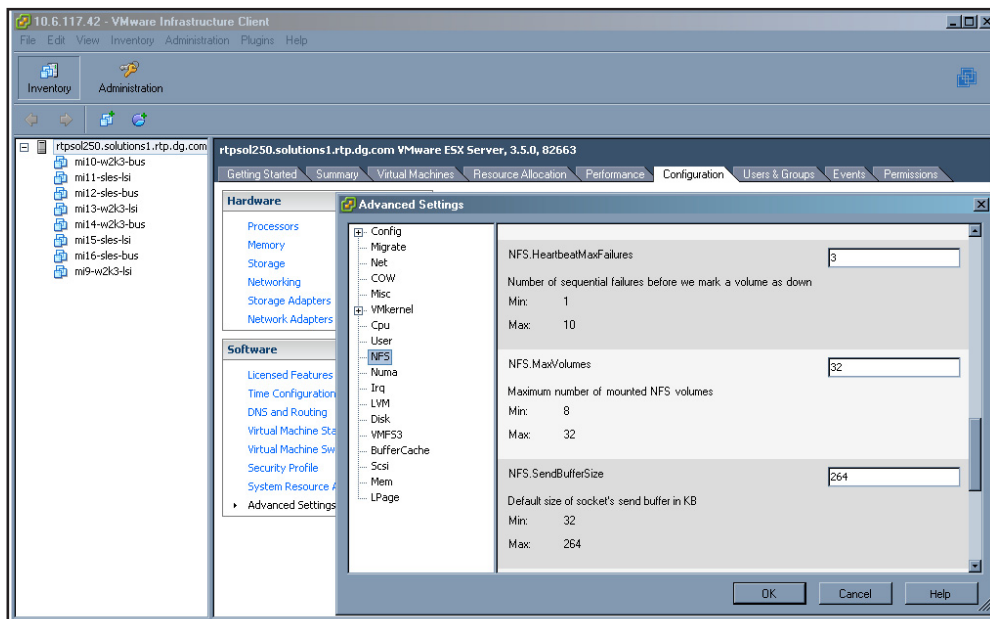 10.6.117.42 - VMware Infrastructure Client
File Edit View Inventory Administration Plugins Help
Inventory Administration
rtpsol250.solutions1.rtp.dg.com
mi10-w2k3-bus
mi11-sles-lsi
mi12-sles-bus
mi13-w2k3-lsi
mi14-w2k3-bus
mi15-sles-lsi
mi16-sles-bus
mi9-w2k3-lsi
rtpsol250.solutions1.rtp.dg.com VMware ESX Server, 3.5.0, 82663
Getting Started Summary Virtual Machines Resource Allocation Performance Configuration Users & Groups Events Permissions
Hardware
Processors
Memory
Storage
Networking
Storage Adapters
Network Adapters
Software
Licensed Features
Time Configuration
DNS and Routing
Virtual Machine Sta
Virtual Machine Sw
Security Profile
System Resource A
Advanced Settings
Advanced Settings
Config
Migrate
Net
COW
Misc
VMkernel
Cpu
User
NFS
Numa
Irq
LVM
Disk
VMFS3
BufferCache
Scsi
Mem
LPage
NFS.HeartbeatMaxFailures 3
Number of sequential failures before we mark a volume as down
Min: 1
Max: 10
NFS.MaxVolumes 32
Maximum number of mounted NFS volumes
Min: 8
Max: 32
NFS.SendBufferSize 264
Default size of socket's send buffer in KB
Min: 32
Max: 264
OK Cancel Help